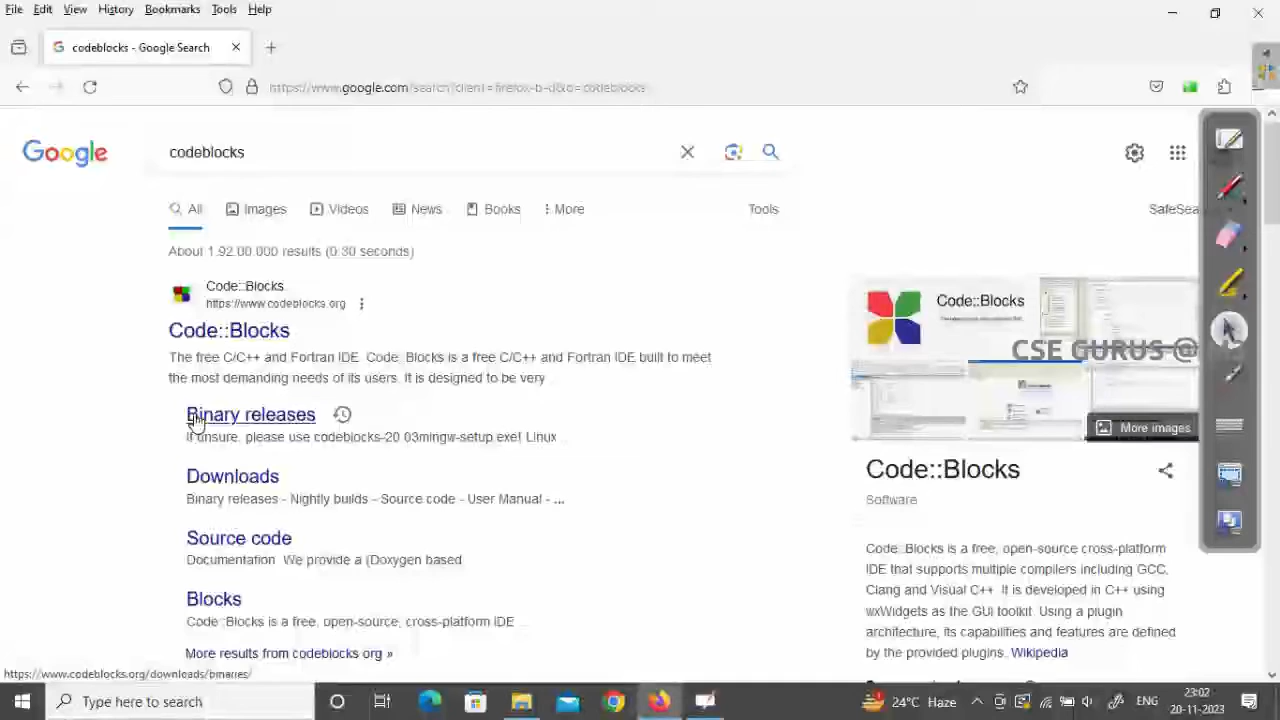 File Edit View History Bookmarks Tools Help
codeblocks - Google Search
https://www.google.com/search?client=firefox-b-d&q=codeblocks
Google
codeblocks
All Images Videos News Books More Tools SafeSea
About 1,92,00,000 results (0.30 seconds)
Code::Blocks
https://www.codeblocks.org
Code::Blocks
The free C/C++ and Fortran IDE. Code::Blocks is a free C/C++ and Fortran IDE built to meet
the most demanding needs of its users. It is designed to be very
Binary releases
If unsure, please use codeblocks-20.03mingw-setup.exe! Linux
Downloads
Binary releases - Nightly builds - Source code - User Manual - ...
Source code
Documentation. We provide a (Doxygen based
Blocks
Code::Blocks is a free, open-source, cross-platform IDE
More results from codeblocks.org »
Code::Blocks
CSE GURUS @
More images
Code::Blocks
Software
Code::Blocks is a free, open-source cross-platform
IDE that supports multiple compilers including GCC,
Clang and Visual C++. It is developed in C++ using
wxWidgets as the GUI toolkit. Using a plugin
architecture, its capabilities and features are defined
by the provided plugins. Wikipedia
https://www.codeblocks.org/downloads/binaries/
Type here to search
24°C Haze
ENG
23:02
20-11-2023